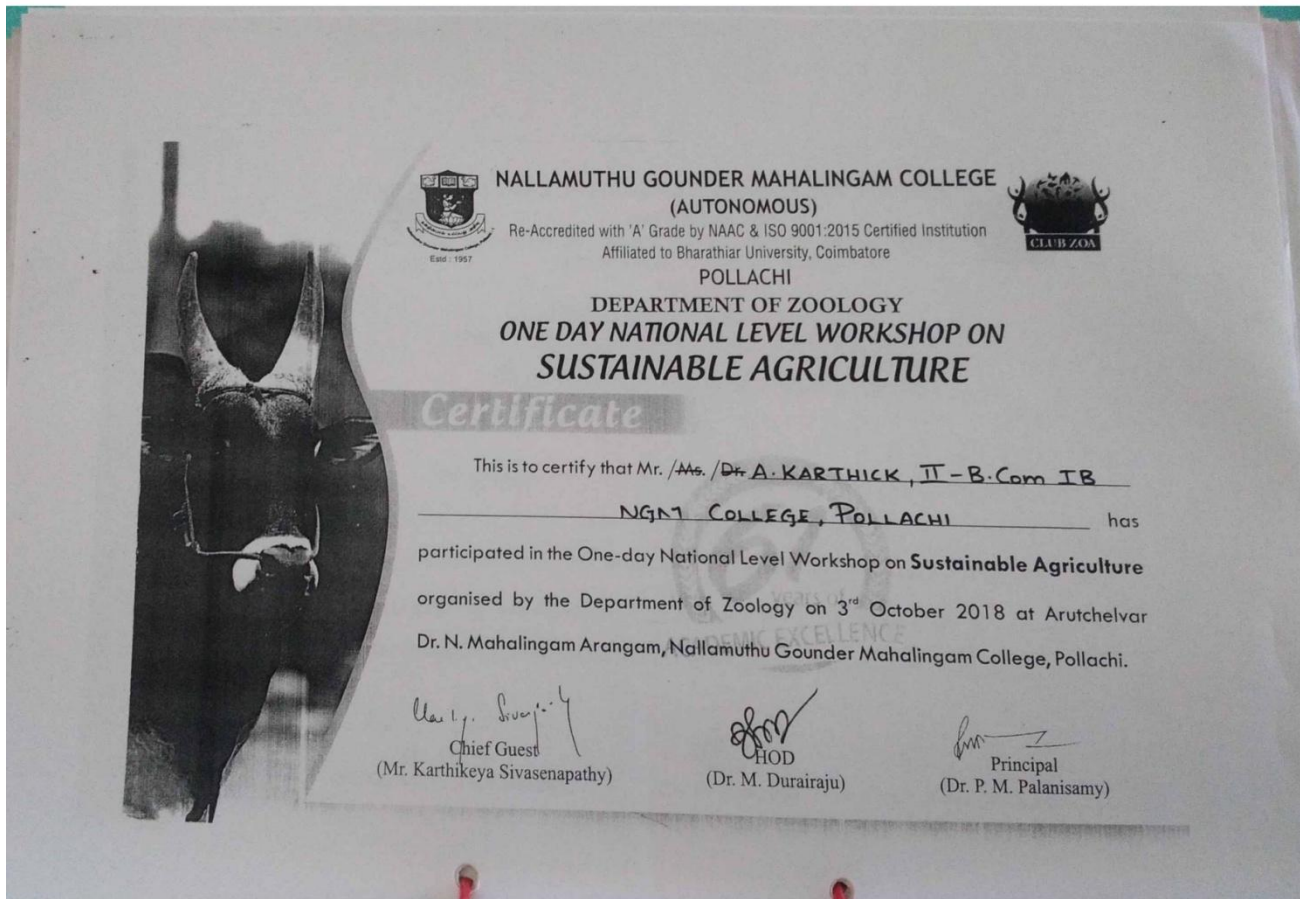 NALLAMUTHU GOUNDER MAHALINGAM COLLEGE
(AUTONOMOUS)
Re-Accredited with 'A' Grade by NAAC & ISO 9001:2015 Certified Institution
Affiliated to Bharathiar University, Coimbatore
POLLACHI
Estd : 1957
CLUB ZOA
DEPARTMENT OF ZOOLOGY
ONE DAY NATIONAL LEVEL WORKSHOP ON
SUSTAINABLE AGRICULTURE
Certificate
This is to certify that Mr. /Ms. /Dr. A. KARTHICK, II - B.Com IB
NGM COLLEGE, POLLACHI has
participated in the One-day National Level Workshop on Sustainable Agriculture
organised by the Department of Zoology on 3rd October 2018 at Arutchelvar
Dr. N. Mahalingam Arangam, Nallamuthu Gounder Mahalingam College, Pollachi.
years of
ACADEMIC EXCELLENCE
Chief Guest
(Mr. Karthikeya Sivasenapathy)
HOD
(Dr. M. Durairaju)
Principal
(Dr. P. M. Palanisamy)